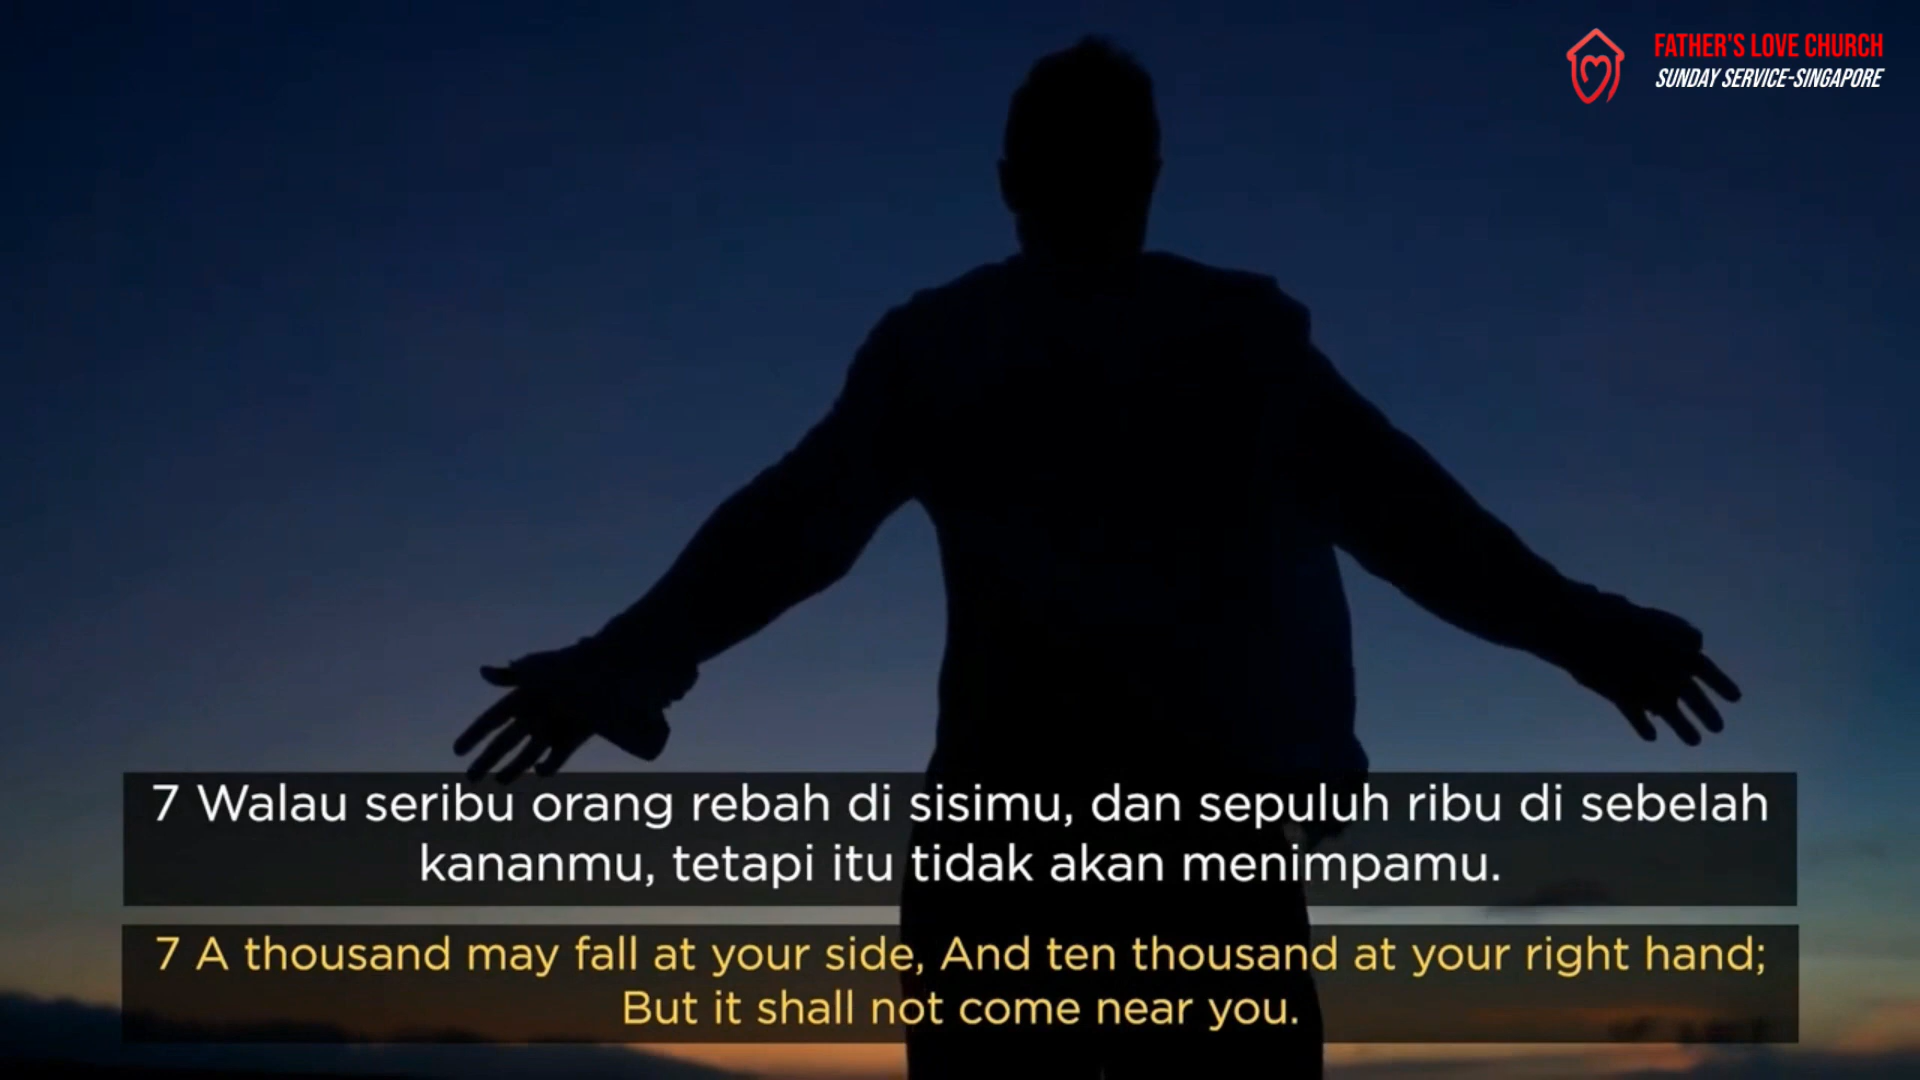 FATHER'S LOVE CHURCH
SUNDAY SERVICE-SINGAPORE
7 Walau seribu orang rebah di sisimu, dan sepuluh ribu di sebelah
kananmu, tetapi itu tidak akan menimpamu.
7 A thousand may fall at your side, And ten thousand at your right hand;
But it shall not come near you.